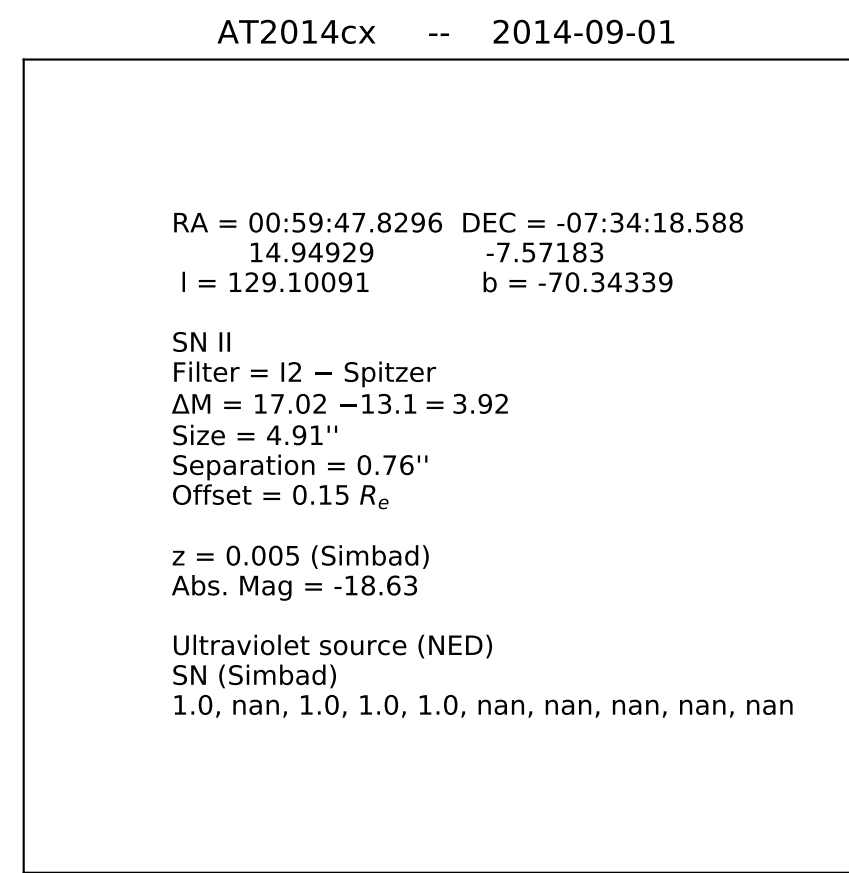 AT2014cx -- 2014-09-01
RA = 00:59:47.8296 DEC = -07:34:18.588
14.94929 -7.57183
l = 129.10091 b = -70.34339
SN II
Filter = I2 − Spitzer
ΔM = 17.02 −13.1 = 3.92
Size = 4.91''
Separation = 0.76''
Offset = 0.15 Re
z = 0.005 (Simbad)
Abs. Mag = -18.63
Ultraviolet source (NED)
SN (Simbad)
1.0, nan, 1.0, 1.0, 1.0, nan, nan, nan, nan, nan